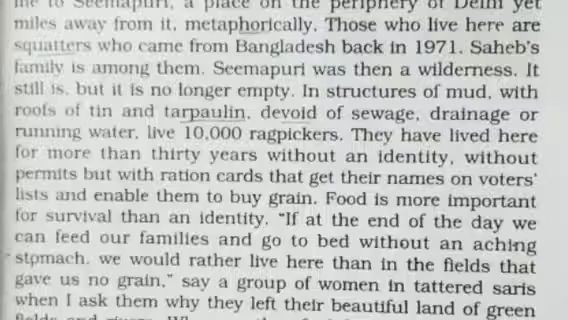 me to Seemapuri, a place on the periphery of Delhi yet
miles away from it, metaphorically. Those who live here are
squatters who came from Bangladesh back in 1971. Saheb's
family is among them. Seemapuri was then a wilderness. It
still is, but it is no longer empty. In structures of mud, with
roofs of tin and tarpaulin, devoid of sewage, drainage or
running water, live 10,000 ragpickers. They have lived here
for more than thirty years without an identity, without
permits but with ration cards that get their names on voters'
lists and enable them to buy grain. Food is more important
for survival than an identity. "If at the end of the day we
can feed our families and go to bed without an aching
stomach, we would rather live here than in the fields that
gave us no grain," say a group of women in tattered saris
when I ask them why they left their beautiful land of green
fields and rivers.